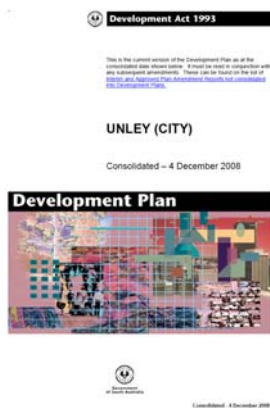 Development Act 1993
This is the current version of the Development Plan as at the
consolidated date shown below. It must be read in conjunction with
any subsequent amendments. These can be found on the list of
Interim and Approved Plan Amendment Reports not consolidated
into Development Plans.
UNLEY (CITY)
Consolidated – 4 December 2008
Development Plan
Government
of South Australia
Consolidated - 4 December 2008